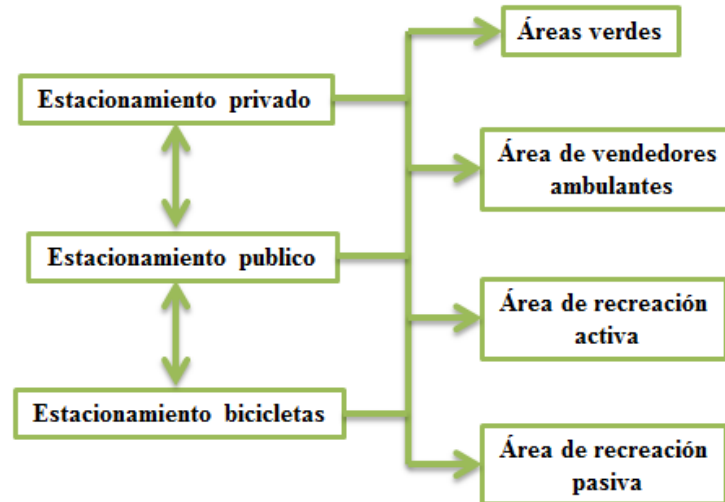 Estacionamiento privado
Estacionamiento publico
Estacionamiento bicicletas
Áreas verdes
Área de vendedores
ambulantes
Área de recreación
activa
Área de recreación
pasiva